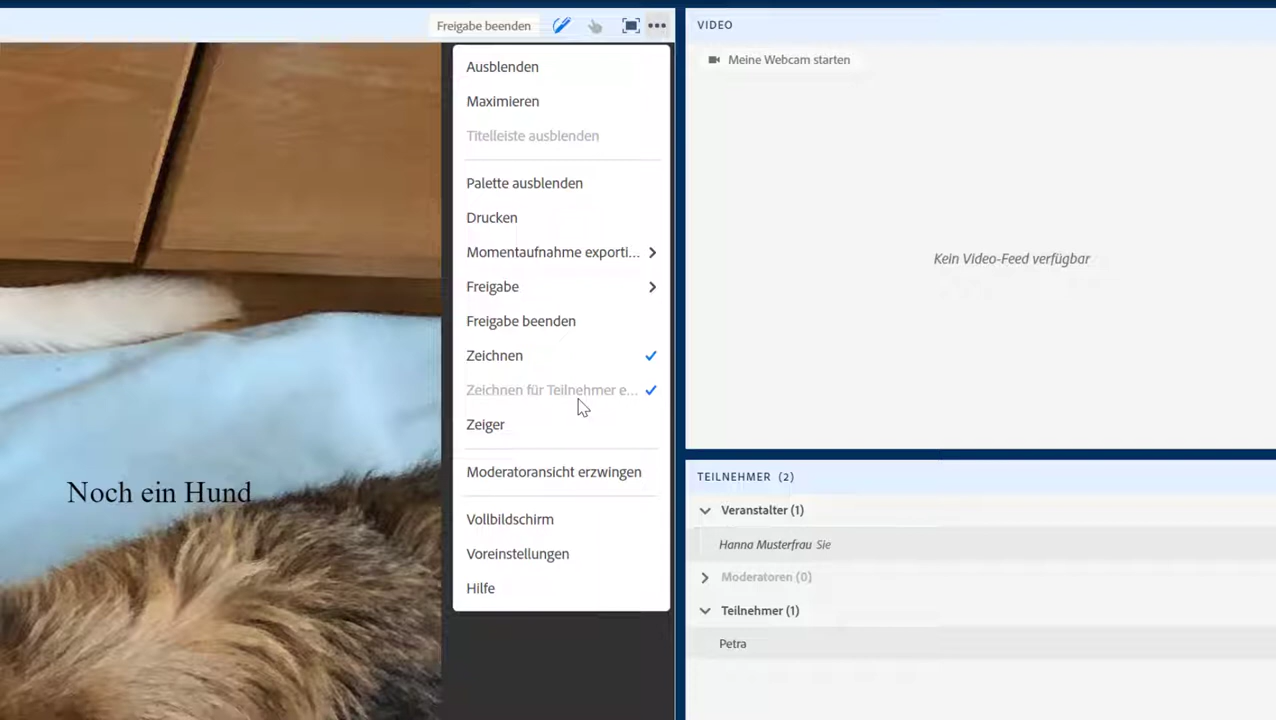 Freigabe beenden
Ausblenden
Maximieren
Titelleiste ausblenden
Palette ausblenden
Drucken
Momentaufnahme exporti...
Freigabe
Freigabe beenden
Zeichnen
Zeichnen für Teilnehmer e...
Zeiger
Moderatoransicht erzwingen
Vollbildschirm
Voreinstellungen
Hilfe
Noch ein Hund
VIDEO
Meine Webcam starten
Kein Video-Feed verfügbar
TEILNEHMER (2)
Veranstalter (1)
Hanna Musterfrau Sie
Moderatoren (0)
Teilnehmer (1)
Petra